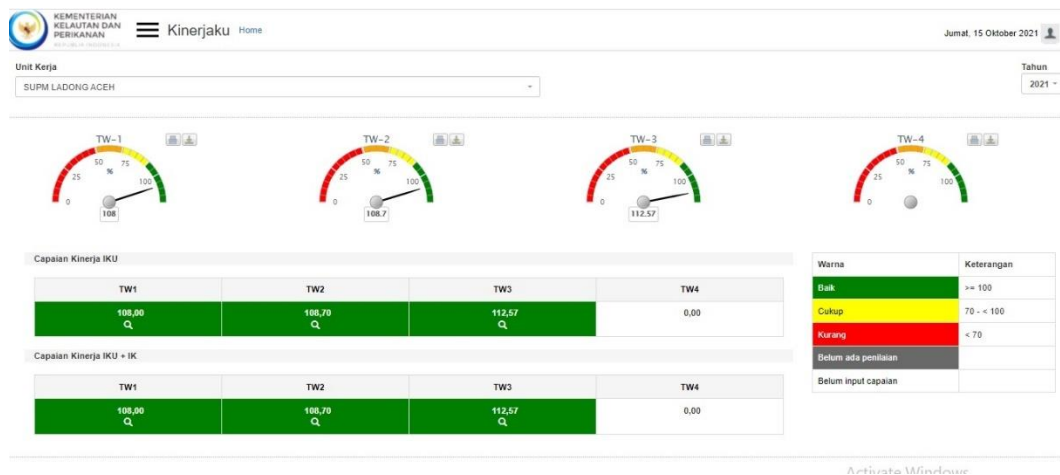 KEMENTERIAN
KELAUTAN DAN
PERIKANAN
REPUBLIK INDONESIA
Kinerjaku Home
Jumat, 15 Oktober 2021
Unit Kerja
Tahun
SUPM LADONG ACEH
2021
TW-1
0 25 50 75 100
%
108
TW-2
0 25 50 75 100
%
108.7
TW-3
0 25 50 75 100
%
112.57
TW-4
0 25 50 75 100
%
Capaian Kinerja IKU
TW1 TW2 TW3 TW4
108,00 108,70 112,57 0,00
Capaian Kinerja IKU + IK
TW1 TW2 TW3 TW4
108,00 108,70 112,57 0,00
Warna Keterangan
Baik >= 100
Cukup 70 - < 100
Kurang < 70
Belum ada penilaian
Belum input capaian
Activate Windows